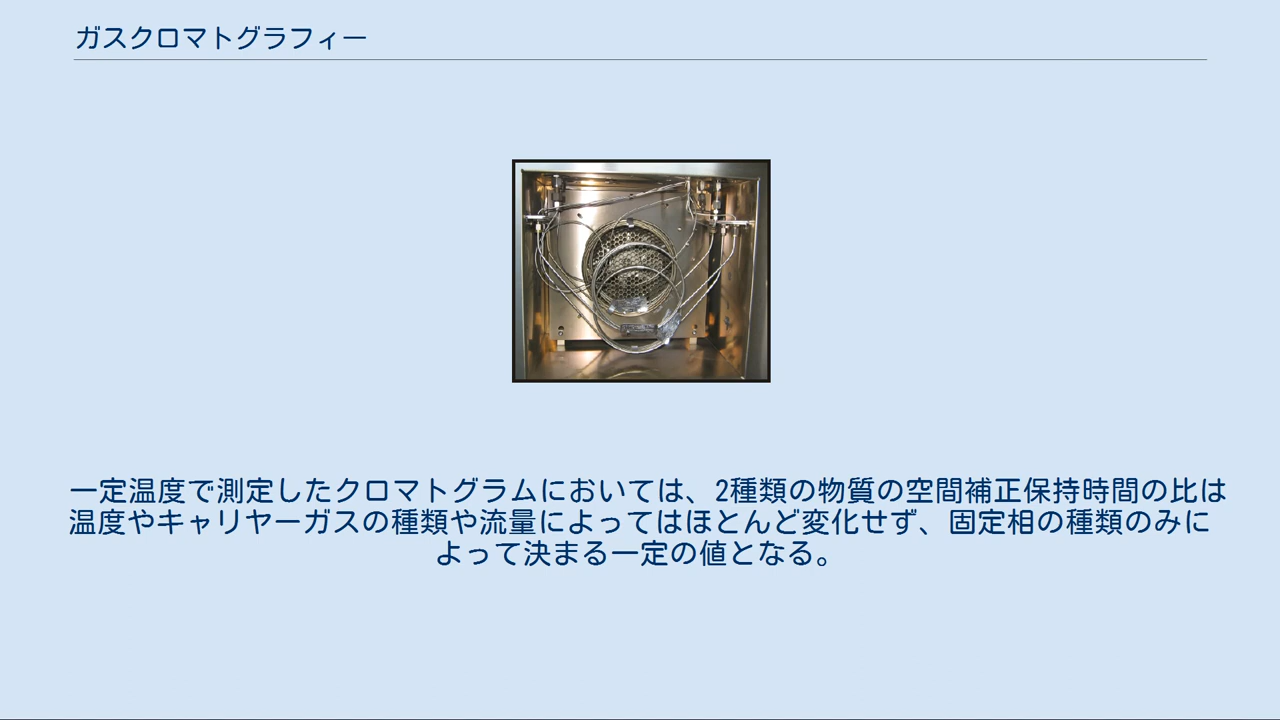 ガスクロマトグラフィー
一定温度で測定したクロマトグラムにおいては、2種類の物質の空間補正保持時間の比は
温度やキャリヤーガスの種類や流量によってはほとんど変化せず、固定相の種類のみに
よって決まる一定の値となる。